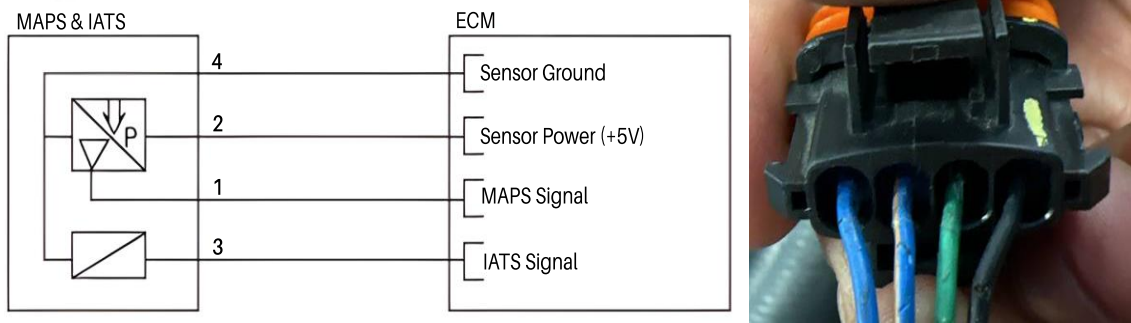 MAPS & IATS
ECM
4
Sensor Ground
P
2
Sensor Power (+5V)
1
MAPS Signal
3
IATS Signal